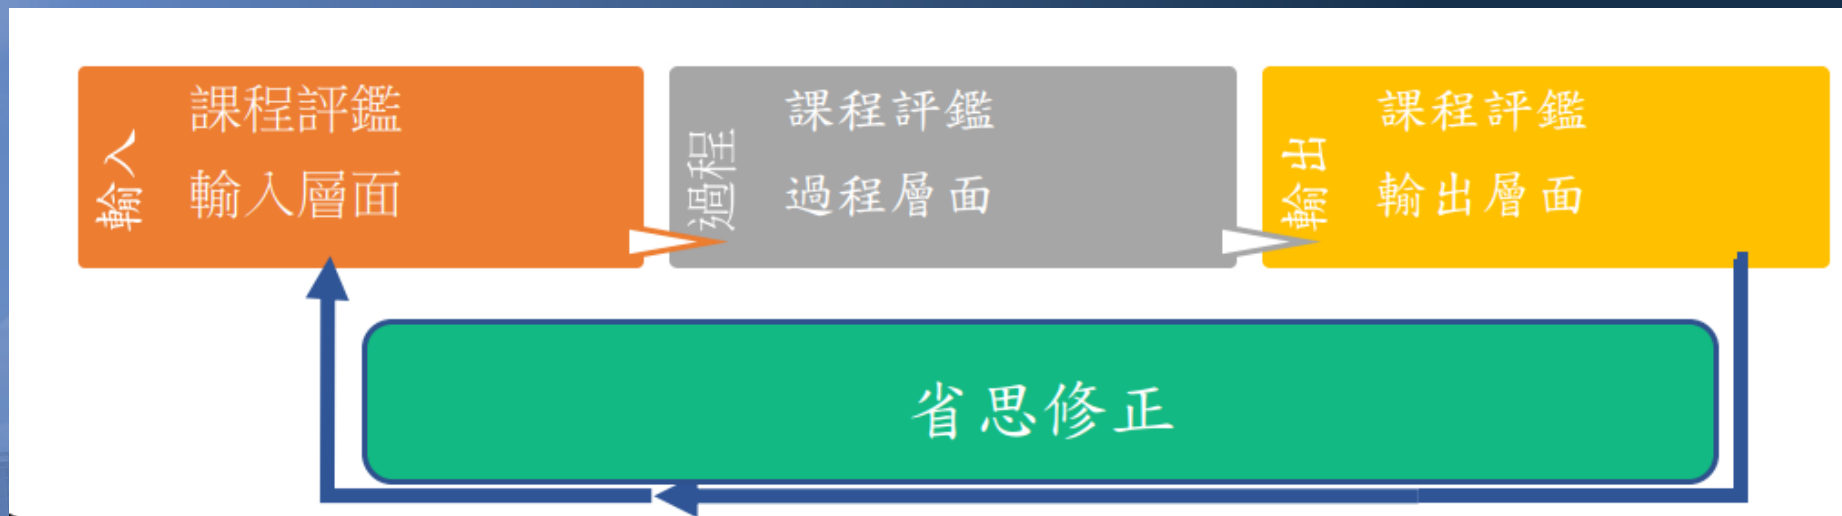 輸入
課程評鑑
輸入層面
過程
課程評鑑
過程層面
輸出
課程評鑑
輸出層面
省思修正